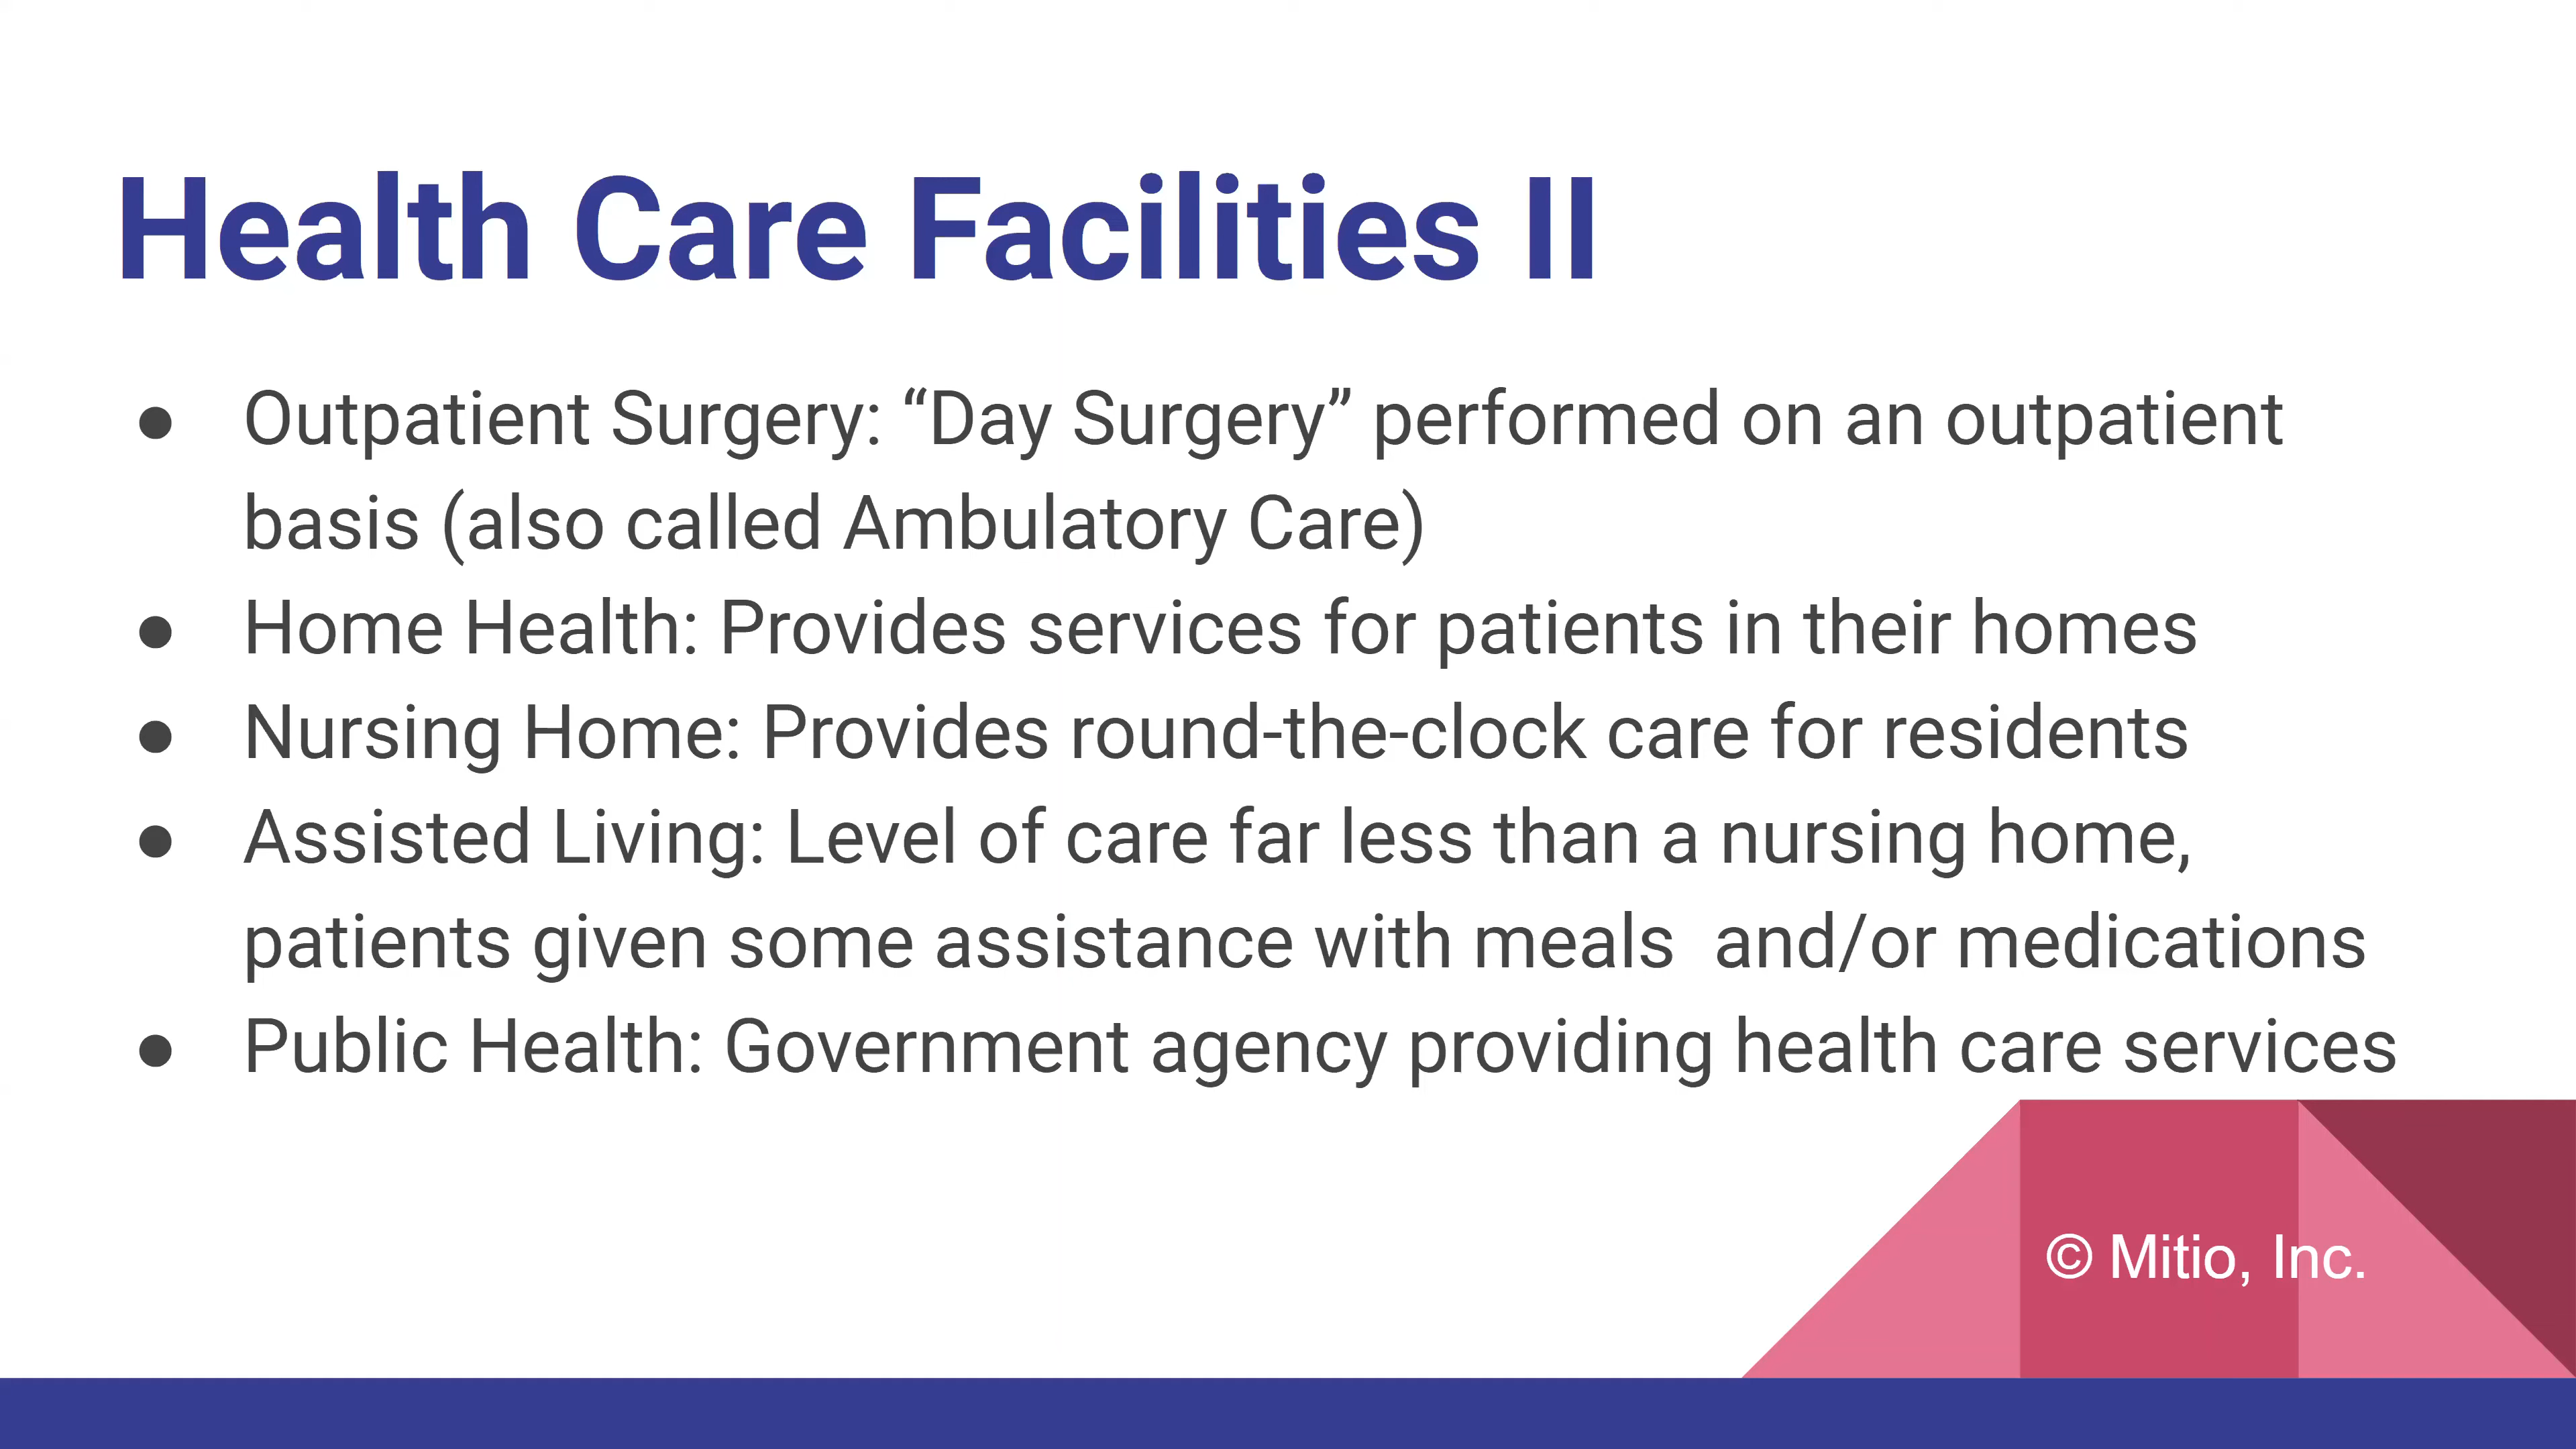 Health Care Facilities II
● Outpatient Surgery: “Day Surgery” performed on an outpatient
basis (also called Ambulatory Care)
● Home Health: Provides services for patients in their homes
● Nursing Home: Provides round-the-clock care for residents
● Assisted Living: Level of care far less than a nursing home,
patients given some assistance with meals  and/or medications
● Public Health: Government agency providing health care services
© Mitio, Inc.